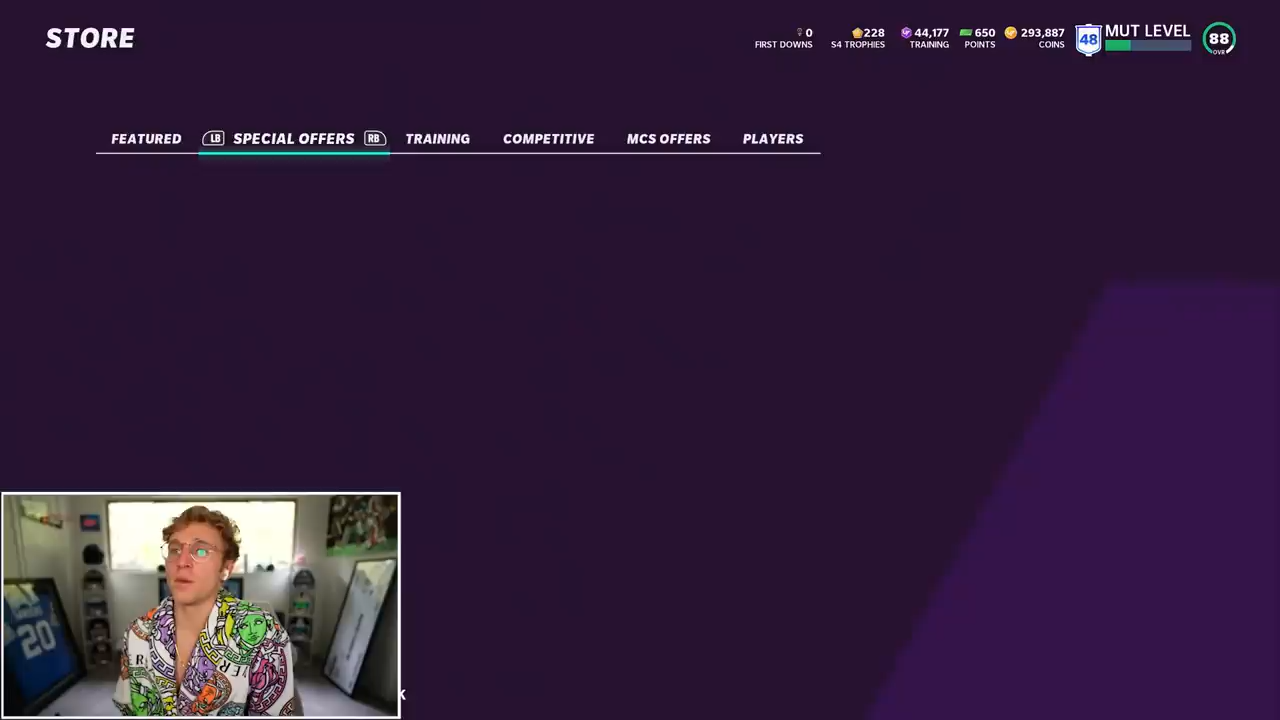 STORE
0 FIRST DOWNS
228 S4 TROPHIES
44,177 TRAINING
650 POINTS
293,887 COINS
48 MUT LEVEL
88 OVR
FEATURED LB SPECIAL OFFERS RB TRAINING COMPETITIVE MCS OFFERS PLAYERS
20